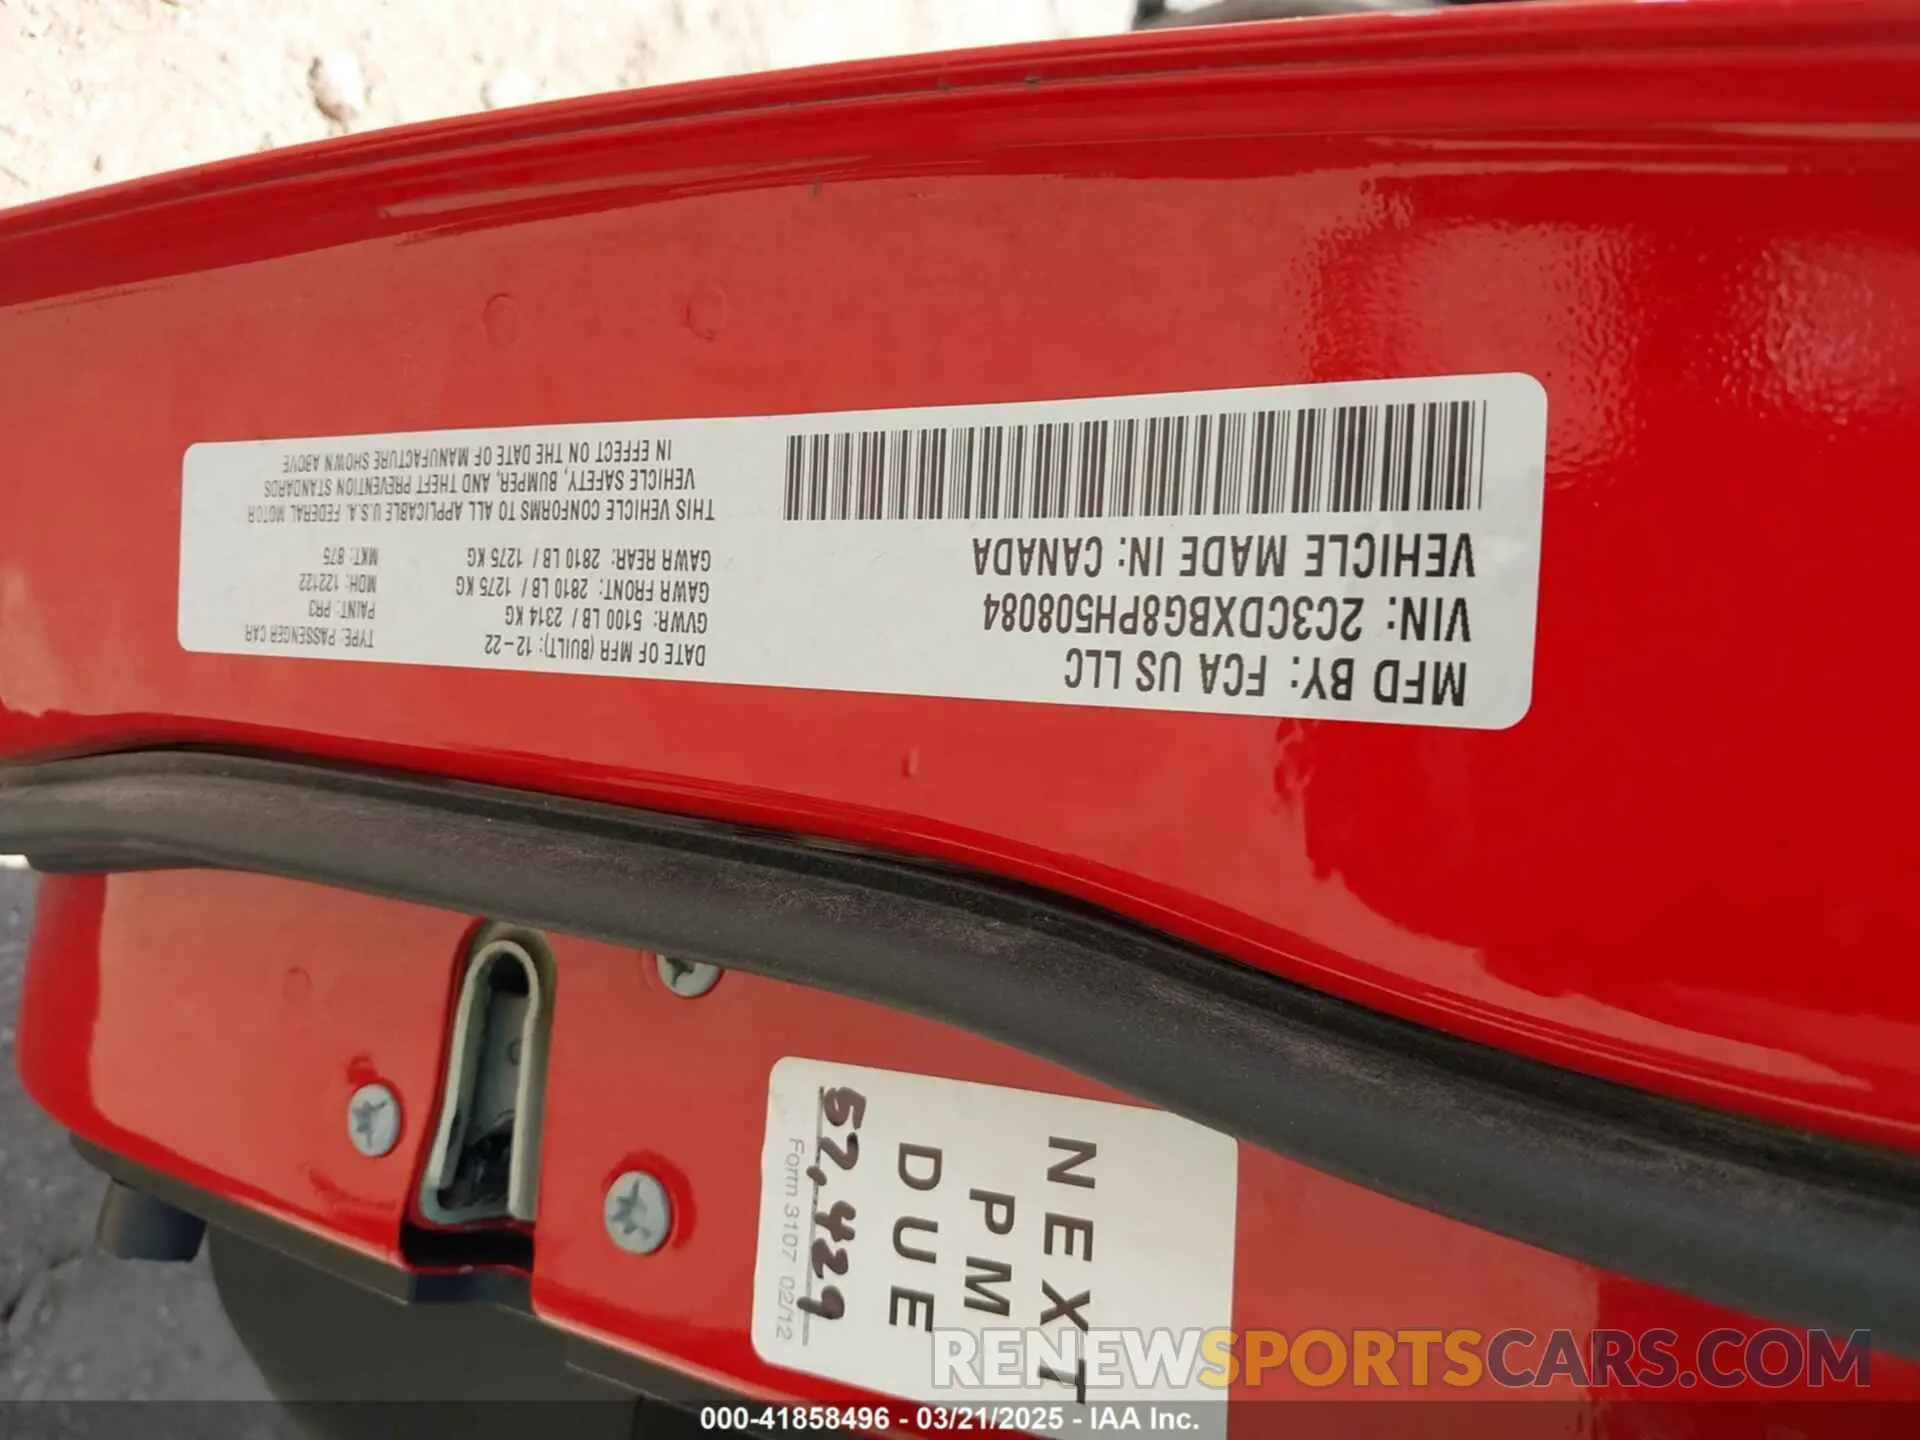 MFD BY: FCA US LLC
VIN: 2C3CDXBG8PH508084
VEHICLE MADE IN: CANADA
DATE OF MFR (BUILT): 12-22
GVWR: 5100 LB / 2314 KG
GAWR FRONT: 2810 LB / 1275 KG
GAWR REAR: 2810 LB / 1275 KG
TYPE: PASSENGER CAR
PAINT: PR3
MDH: 122122
MKT: 875
THIS VEHICLE CONFORMS TO ALL APPLICABLE U.S.A. FEDERAL MOTOR
VEHICLE SAFETY, BUMPER, AND THEFT PREVENTION STANDARDS
IN EFFECT ON THE DATE OF MANUFACTURE SHOWN ABOVE
NEXT
PM
DUE
57,429
Form 3107 02/12
RENEWSPORTSCARS.COM
000-41858496 - 03/21/2025 - IAA Inc.